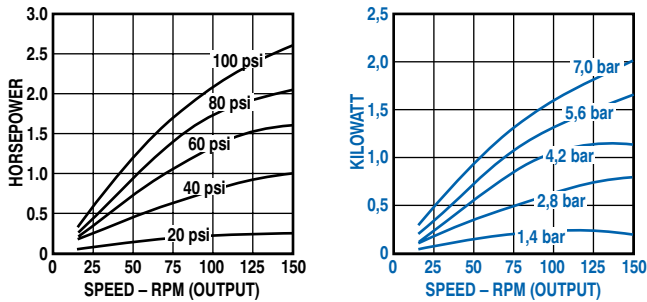 HORSEPOWER
3.0
2.5
2.0
1.5
1.0
0.5
0
100 psi
80 psi
60 psi
40 psi
20 psi
0 25 50 75 100 125 150
SPEED – RPM (OUTPUT)
KILOWATT
2,5
2,0
1,5
1,0
0,5
0
7,0 bar
5,6 bar
4,2 bar
2,8 bar
1,4 bar
0 25 50 75 100 125 150
SPEED – RPM (OUTPUT)